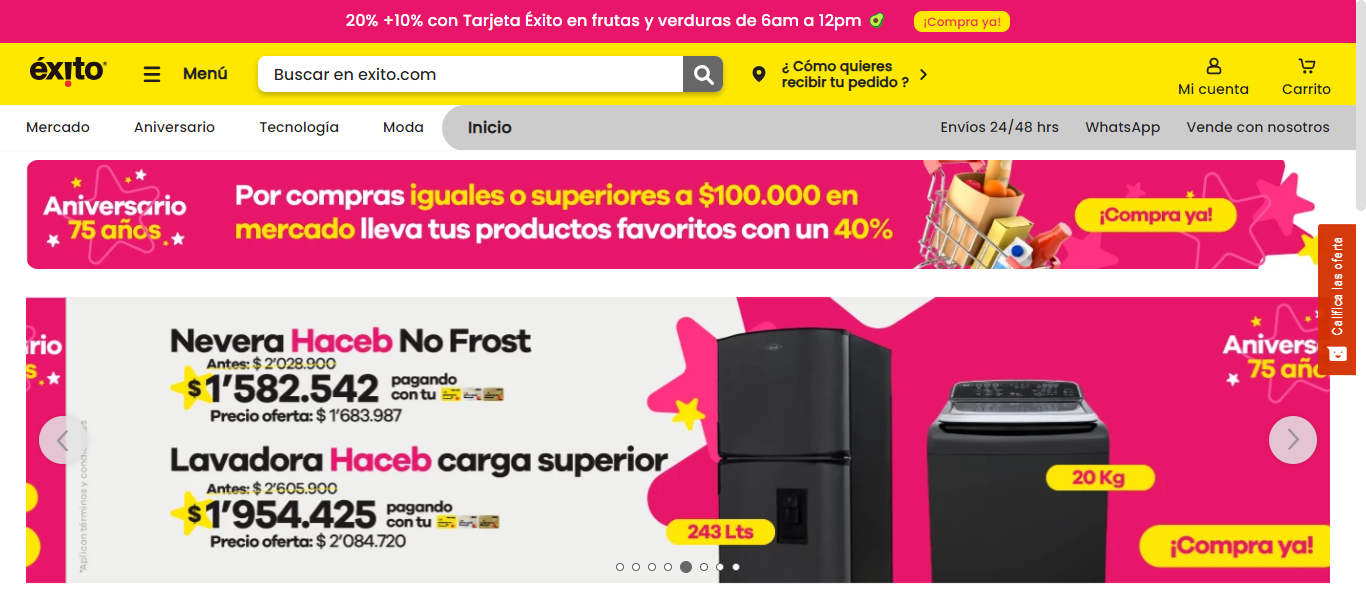 20% +10% con Tarjeta Éxito en frutas y verduras de 6am a 12pm
¡Compra ya!
éxito
Menú
Buscar en exito.com
¿ Cómo quieres
recibir tu pedido ?
Mi cuenta
Carrito
Mercado
Aniversario
Tecnología
Moda
Inicio
Envíos 24/48 hrs
WhatsApp
Vende con nosotros
Aniversario
75 años
Por compras iguales o superiores a $100.000 en
mercado lleva tus productos favoritos con un 40%
¡Compra ya!
Califica las oferta
rio
s
Nevera Haceb No Frost
Antes: $ 2'028.900
$1'582.542
pagando
con tu
Precio oferta: $ 1'683.987
Lavadora Haceb carga superior
Antes: $ 2'605.900
$1'954.425
pagando
con tu
Precio oferta: $ 2'084.720
*Aplican términos y condiciones
243 Lts
20 Kg
Anivers
75 año
¡Compra ya!